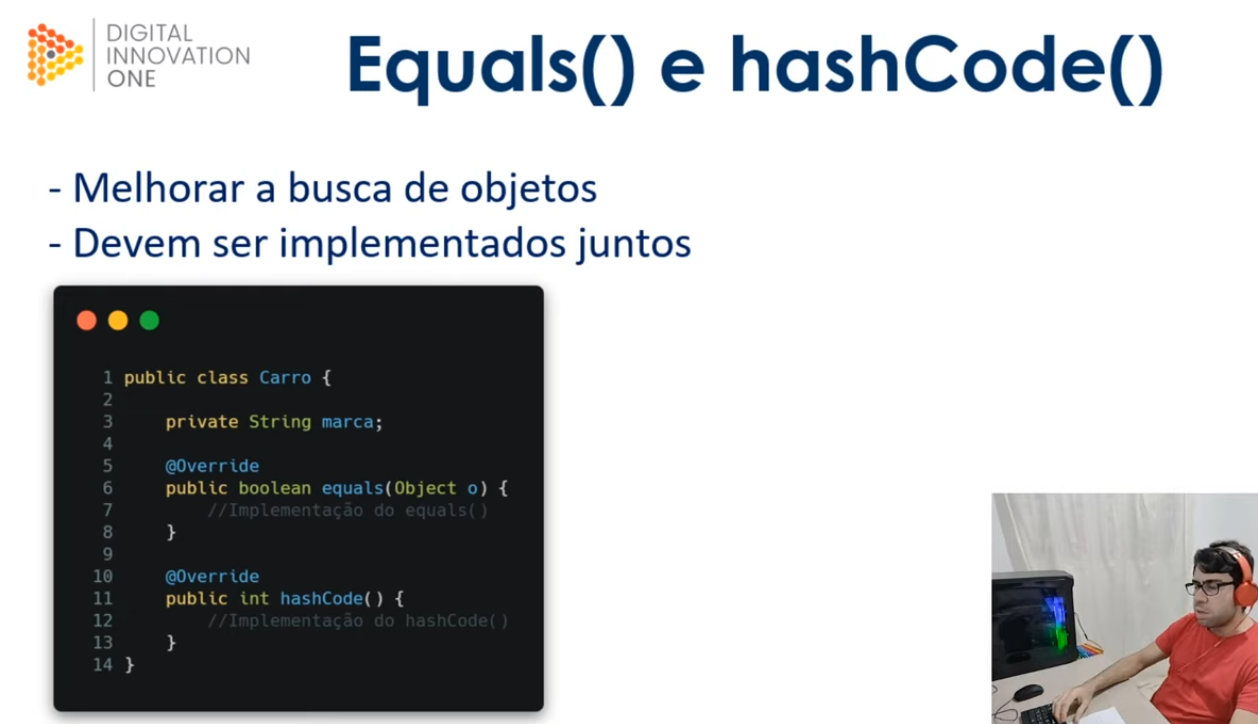 DIGITAL
INNOVATION
ONE
Equals() e hashCode()
- Melhorar a busca de objetos
- Devem ser implementados juntos
1 public class Carro {
2
3     private String marca;
4
5     @Override
6     public boolean equals(Object o) {
7         //Implementação do equals()
8     }
9
10     @Override
11     public int hashCode() {
12         //Implementação do hashCode()
13     }
14 }